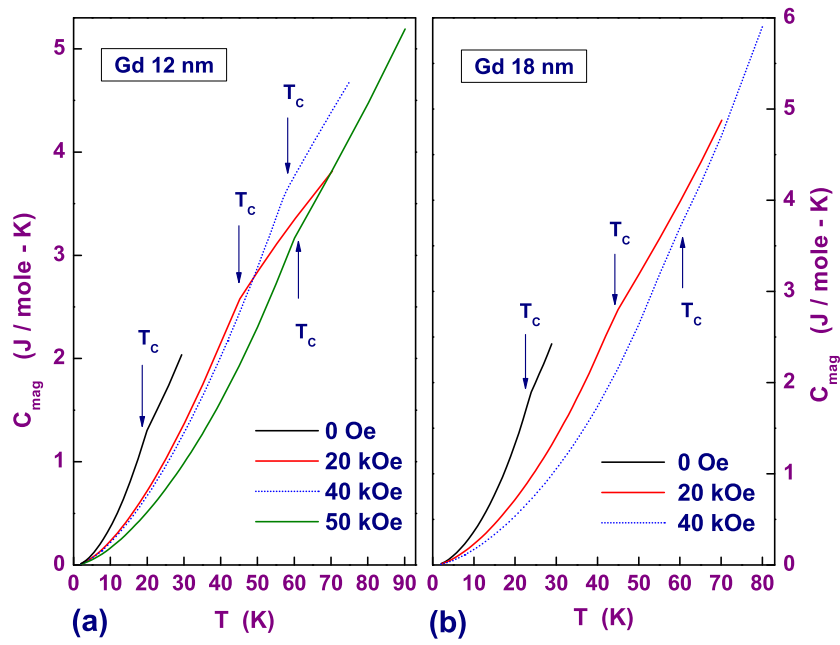 Gd 12 nm
T_C
T_C
T_C
T_C
0 Oe
20 kOe
40 kOe
50 kOe
5
4
3
2
1
0
0 10 20 30 40 50 60 70 80 90
C_mag (J / mole - K)
T (K)
(a)
Gd 18 nm
T_C
T_C
T_C
0 Oe
20 kOe
40 kOe
6
5
4
3
2
1
0
0 10 20 30 40 50 60 70 80
C_mag (J / mole - K)
T (K)
(b)